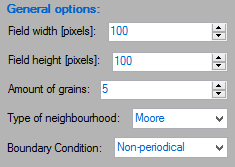 General options:
Field width [pixels]: 100
Field height [pixels]: 100
Amount of grains: 5
Type of neighbourhood: Moore
Boundary Condition: Non-periodical